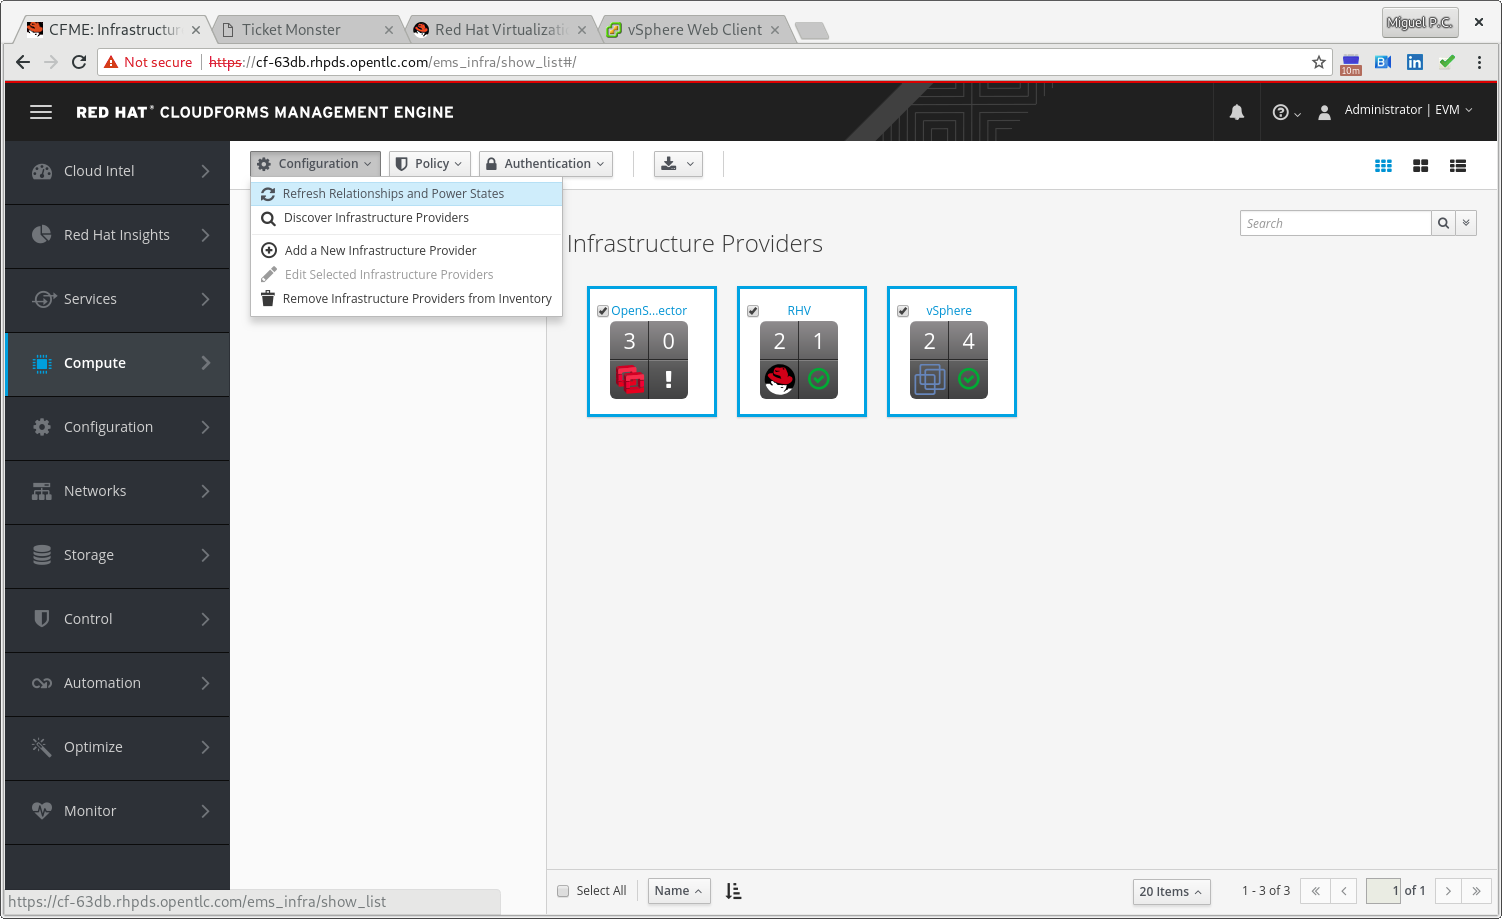 CFME: Infrastructur
Ticket Monster
Red Hat Virtualizati
vSphere Web Client
Miguel P.C.
Not secure
https://cf-63db.rhpds.opentlc.com/ems_infra/show_list#/
10m
B
in
RED HAT® CLOUDFORMS MANAGEMENT ENGINE
Administrator | EVM
Cloud Intel
Red Hat Insights
Services
Compute
Configuration
Networks
Storage
Control
Automation
Optimize
Monitor
Configuration
Policy
Authentication
Refresh Relationships and Power States
Discover Infrastructure Providers
Add a New Infrastructure Provider
Edit Selected Infrastructure Providers
Remove Infrastructure Providers from Inventory
Search
Infrastructure Providers
OpenS...ector
3 0
!
RHV
2 1
vSphere
2 4
Select All
Name
20 Items
1 - 3 of 3
1 of 1
https://cf-63db.rhpds.opentlc.com/ems_infra/show_list